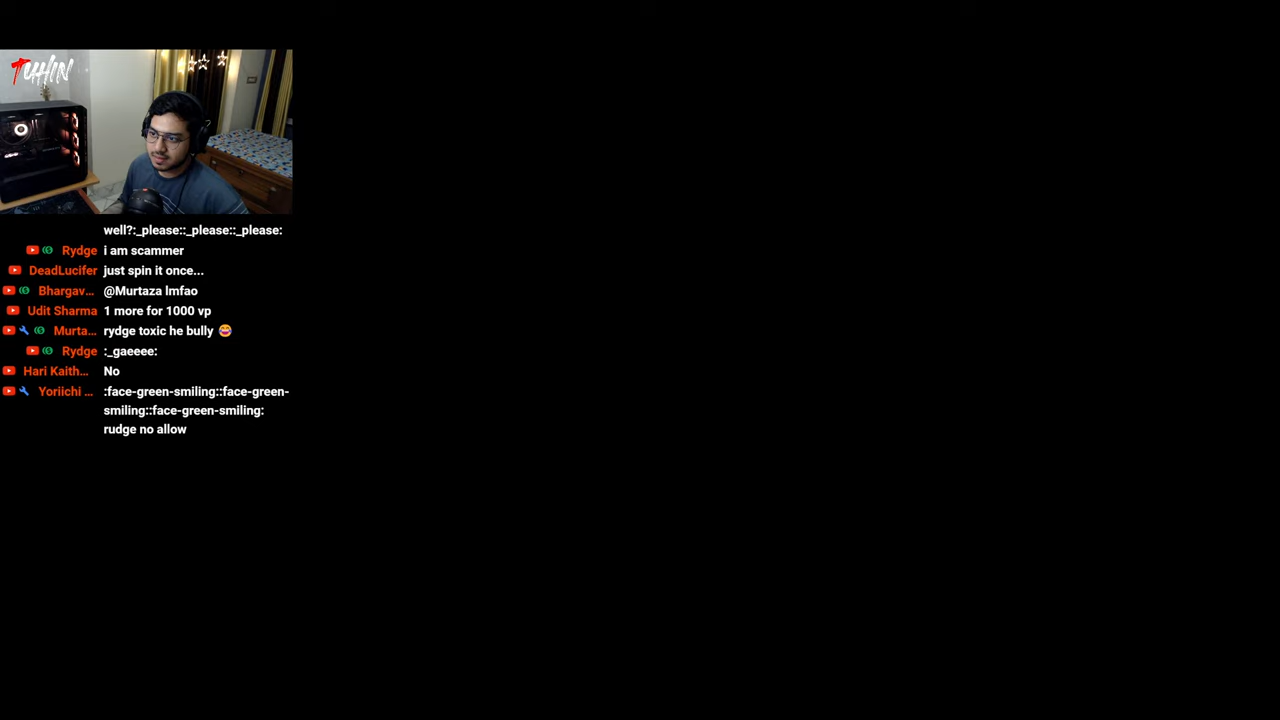 TUHIN
well?:_please::_please::_please:
Rydge i am scammer
DeadLucifer just spin it once...
Bhargav... @Murtaza lmfao
Udit Sharma 1 more for 1000 vp
Murta... rydge toxic he bully 😂
Rydge :_gaeeee:
Hari Kaith... No
Yoriichi ... :face-green-smiling::face-green-
smiling::face-green-smiling:
rudge no allow